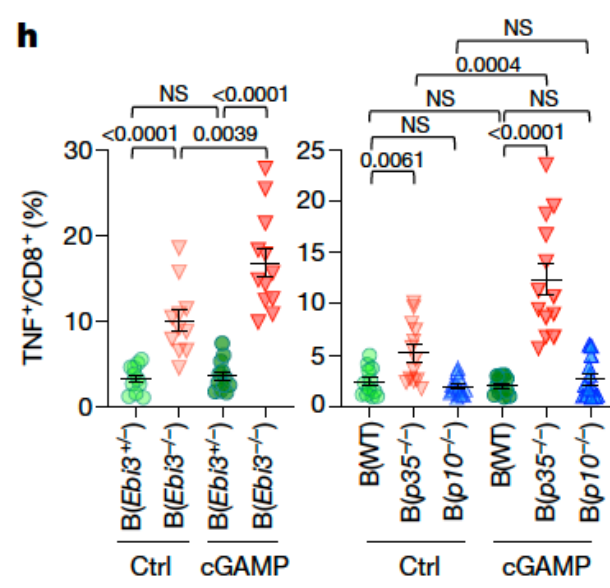 h
NS
0.0004
NS <0.0001
NS
NS
<0.0001
0.0039
NS
<0.0001
0.0061
TNF⁺/CD8⁺ (%)
30
20
10
0
25
20
15
10
5
0
B(Ebi3⁺/⁻)
B(Ebi3⁻/⁻)
B(Ebi3⁺/⁻)
B(Ebi3⁻/⁻)
Ctrl
cGAMP
B(WT)
B(p35⁻/⁻)
B(p10⁻/⁻)
B(WT)
B(p35⁻/⁻)
B(p10⁻/⁻)
Ctrl
cGAMP